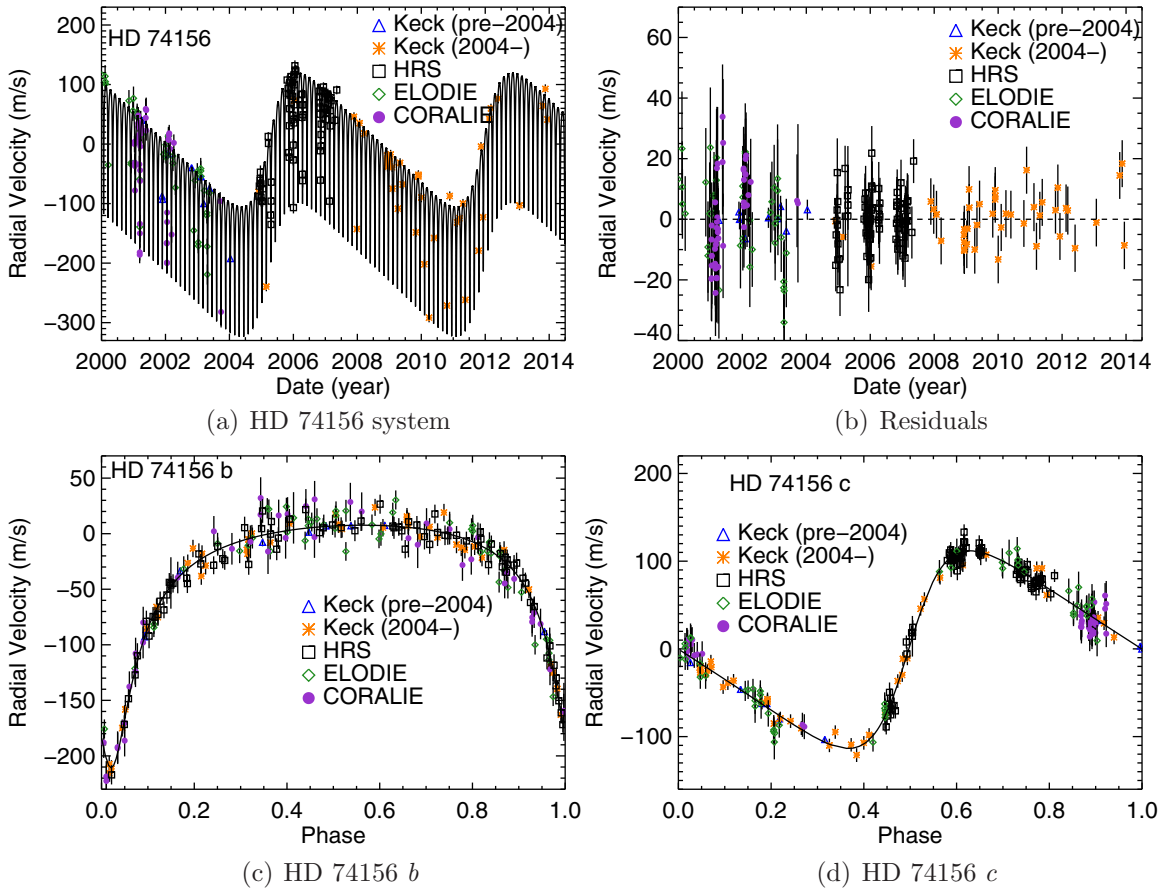 HD 74156
Keck (pre−2004)
Keck (2004−)
HRS
ELODIE
CORALIE
Radial Velocity (m/s)
200
100
0
−100
−200
−300
2000 2002 2004 2006 2008 2010 2012 2014
Date (year)
(a) HD 74156 system
Keck (pre−2004)
Keck (2004−)
HRS
ELODIE
CORALIE
Radial Velocity (m/s)
60
40
20
0
−20
−40
2000 2002 2004 2006 2008 2010 2012 2014
Date (year)
(b) Residuals
HD 74156 b
Keck (pre−2004)
Keck (2004−)
HRS
ELODIE
CORALIE
Radial Velocity (m/s)
50
0
−50
−100
−150
−200
0.0 0.2 0.4 0.6 0.8 1.0
Phase
(c) HD 74156 b
HD 74156 c
Keck (pre−2004)
Keck (2004−)
HRS
ELODIE
CORALIE
Radial Velocity (m/s)
200
100
0
−100
0.0 0.2 0.4 0.6 0.8 1.0
Phase
(d) HD 74156 c